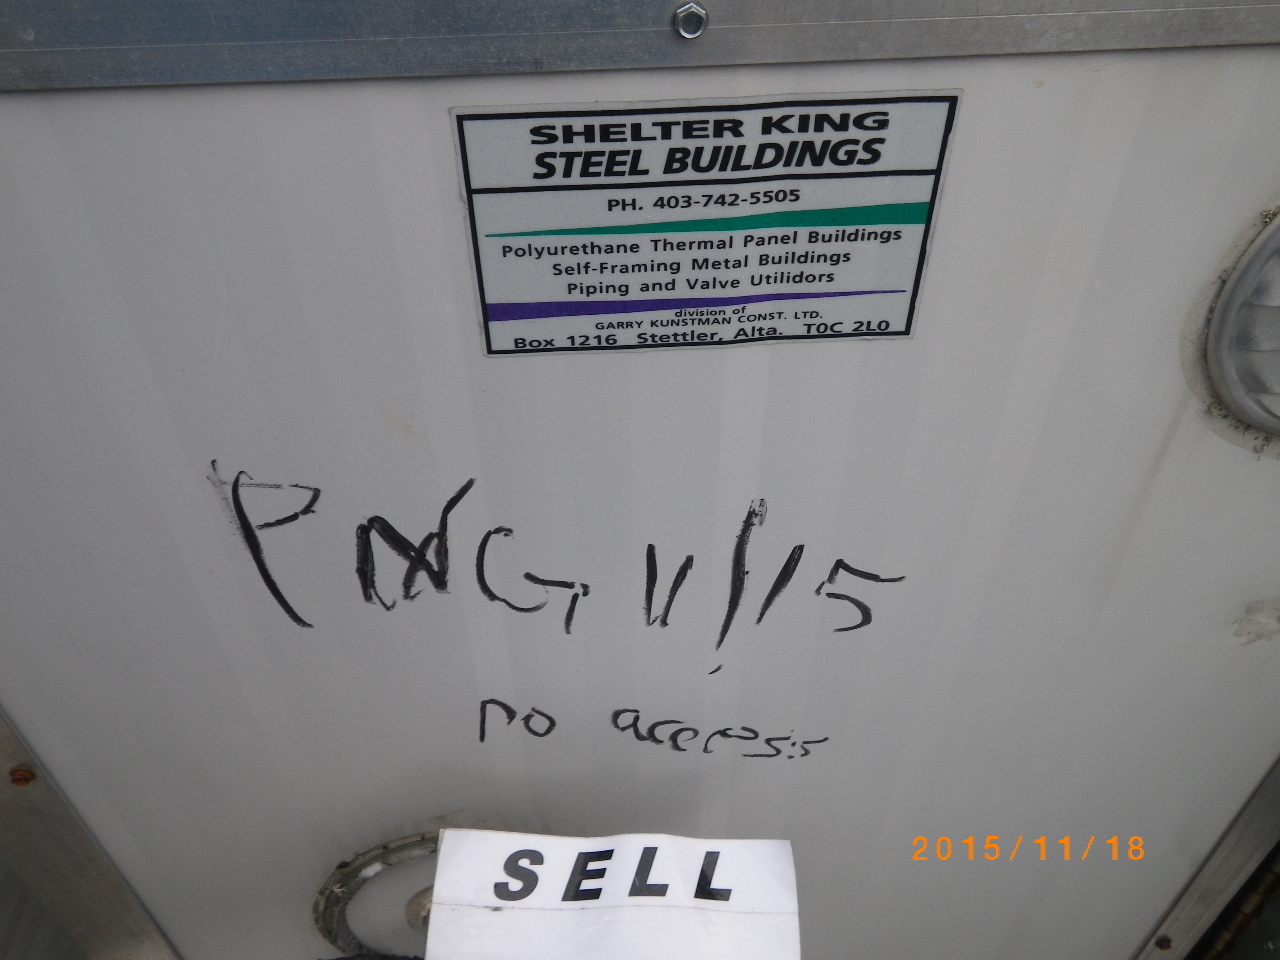 SHELTER KING
STEEL BUILDINGS
PH. 403-742-5505
Polyurethane Thermal Panel Buildings
Self-Framing Metal Buildings
Piping and Valve Utilidors
division of
GARRY KUNSTMAN CONST. LTD.
Box 1216 Stettler, Alta. T0C 2L0
PNG 11/15
no access
SELL
2015/11/18